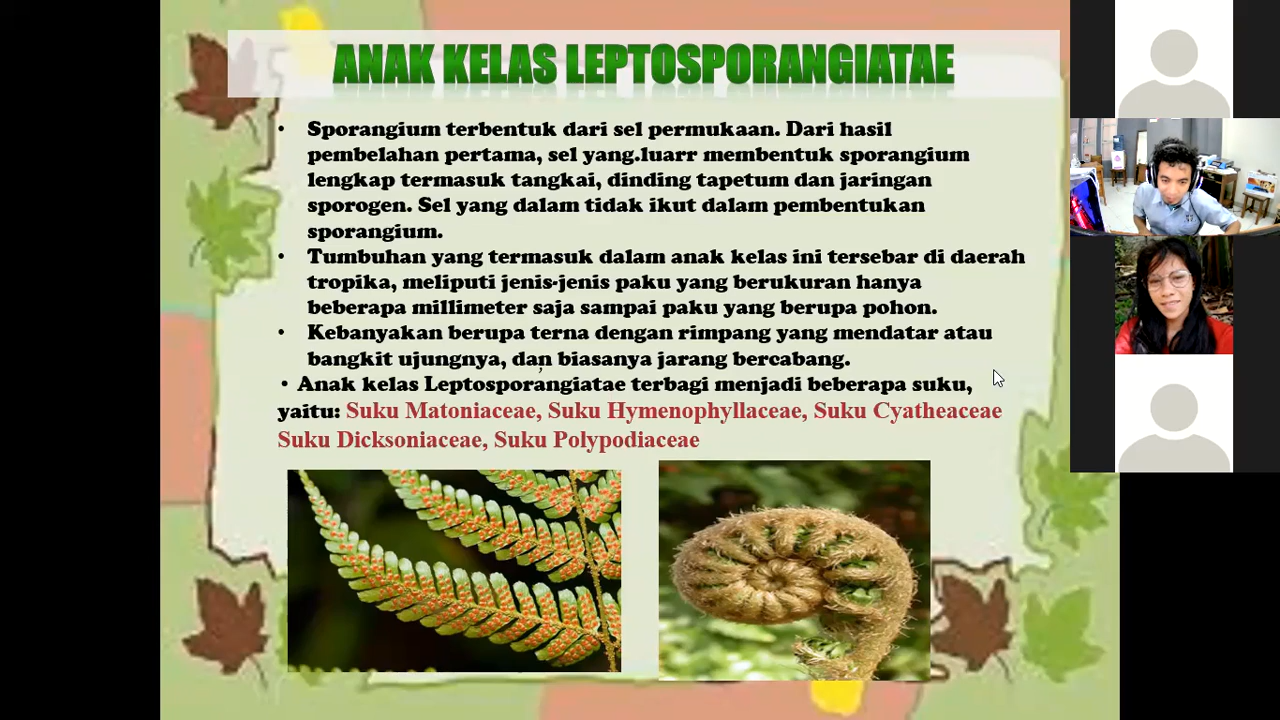 ANAK KELAS LEPTOSPORANGIATAE
• Sporangium terbentuk dari sel permukaan. Dari hasil
pembelahan pertama, sel yang.luarr membentuk sporangium
lengkap termasuk tangkai, dinding tapetum dan jaringan
sporogen. Sel yang dalam tidak ikut dalam pembentukan
sporangium.
• Tumbuhan yang termasuk dalam anak kelas ini tersebar di daerah
tropika, meliputi jenis-jenis paku yang berukuran hanya
beberapa millimeter saja sampai paku yang berupa pohon.
• Kebanyakan berupa terna dengan rimpang yang mendatar atau
bangkit ujungnya, dan biasanya jarang bercabang.
• Anak kelas Leptosporangiatae terbagi menjadi beberapa suku,
yaitu: Suku Matoniaceae, Suku Hymenophyllaceae, Suku Cyatheaceae
Suku Dicksoniaceae, Suku Polypodiaceae